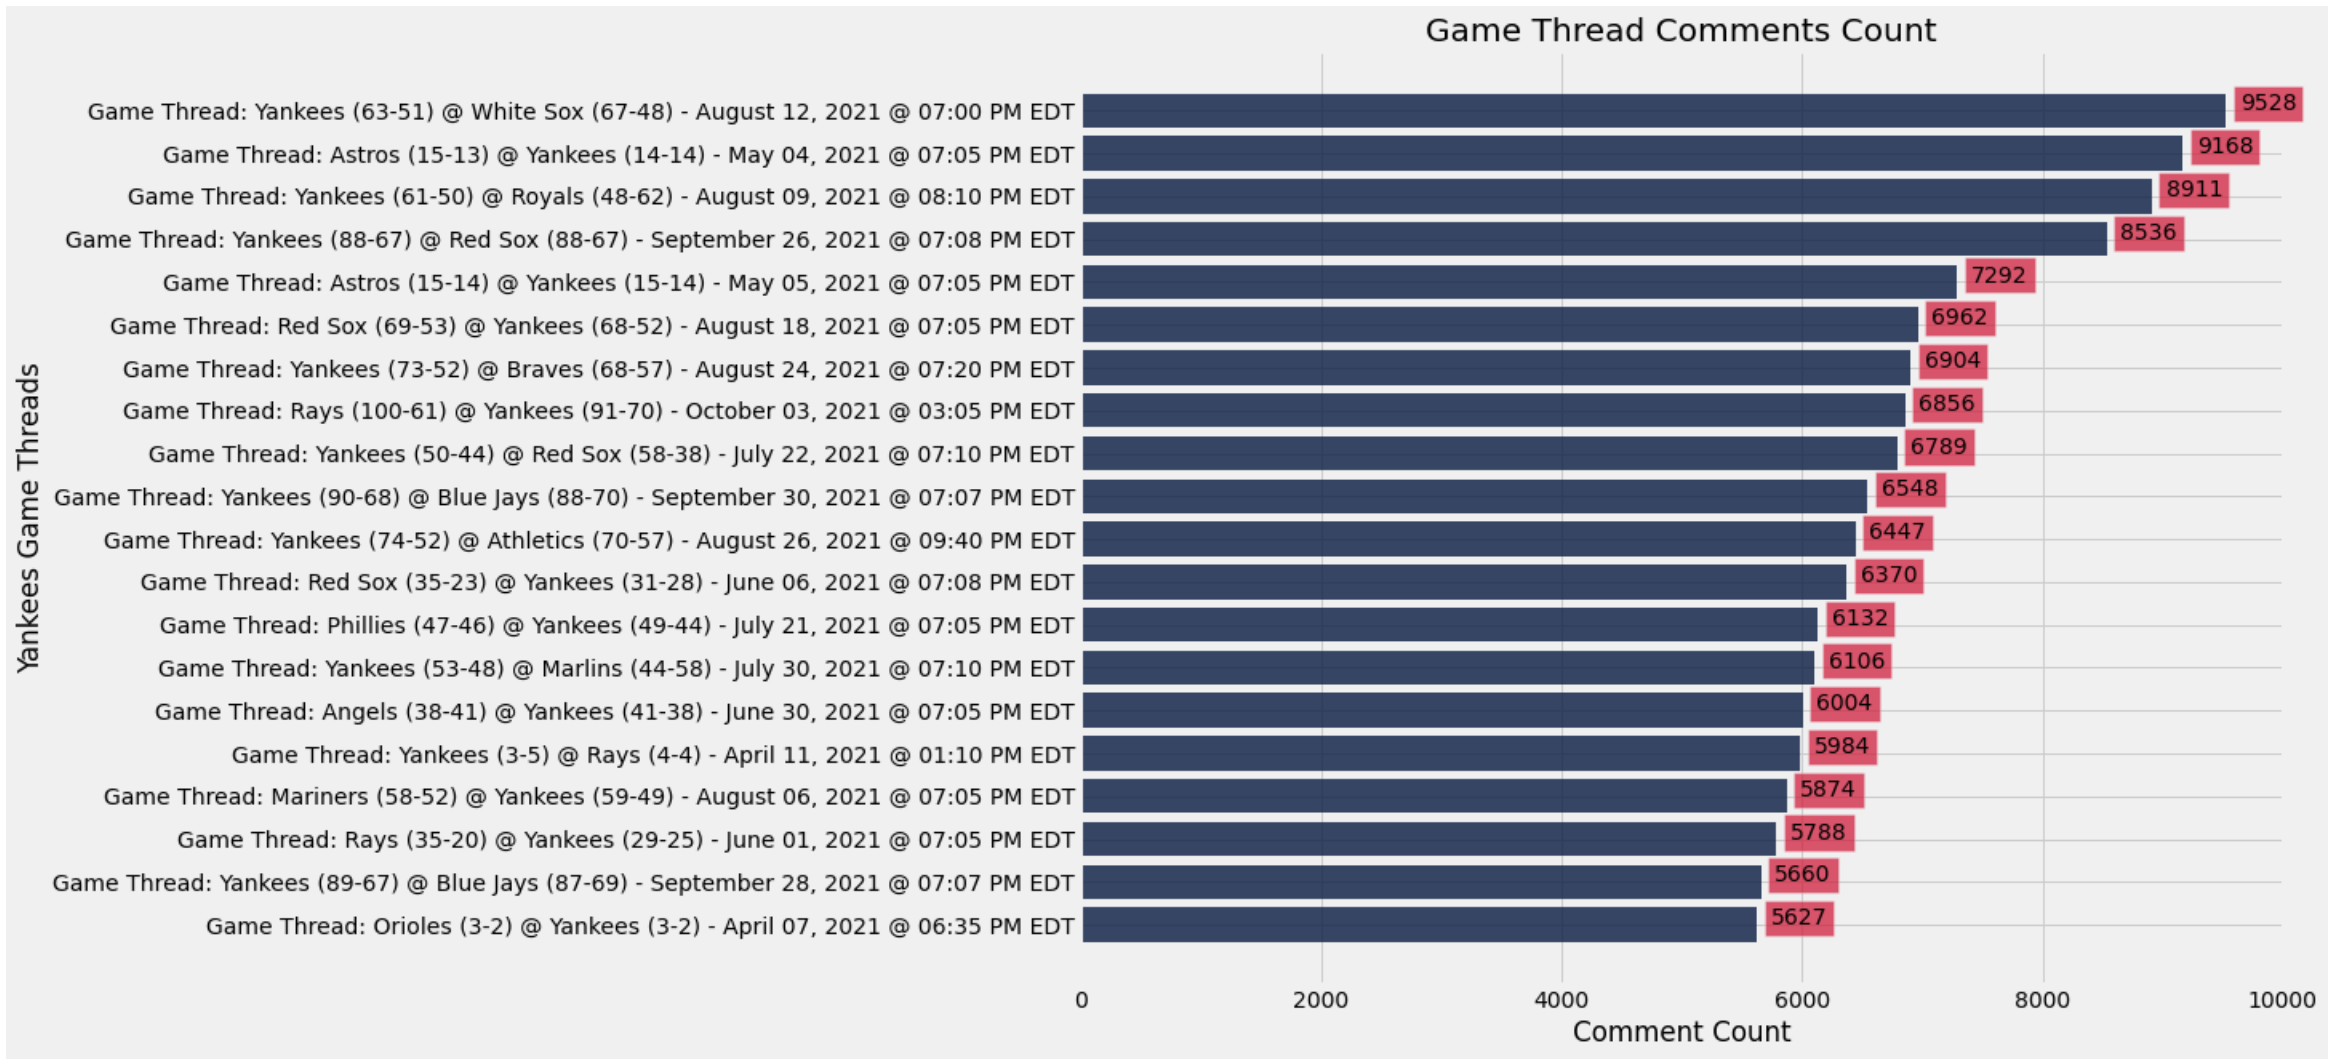 Game Thread Comments Count
Yankees Game Threads
Game Thread: Yankees (63-51) @ White Sox (67-48) - August 12, 2021 @ 07:00 PM EDT 9528
Game Thread: Astros (15-13) @ Yankees (14-14) - May 04, 2021 @ 07:05 PM EDT 9168
Game Thread: Yankees (61-50) @ Royals (48-62) - August 09, 2021 @ 08:10 PM EDT 8911
Game Thread: Yankees (88-67) @ Red Sox (88-67) - September 26, 2021 @ 07:08 PM EDT 8536
Game Thread: Astros (15-14) @ Yankees (15-14) - May 05, 2021 @ 07:05 PM EDT 7292
Game Thread: Red Sox (69-53) @ Yankees (68-52) - August 18, 2021 @ 07:05 PM EDT 6962
Game Thread: Yankees (73-52) @ Braves (68-57) - August 24, 2021 @ 07:20 PM EDT 6904
Game Thread: Rays (100-61) @ Yankees (91-70) - October 03, 2021 @ 03:05 PM EDT 6856
Game Thread: Yankees (50-44) @ Red Sox (58-38) - July 22, 2021 @ 07:10 PM EDT 6789
Game Thread: Yankees (90-68) @ Blue Jays (88-70) - September 30, 2021 @ 07:07 PM EDT 6548
Game Thread: Yankees (74-52) @ Athletics (70-57) - August 26, 2021 @ 09:40 PM EDT 6447
Game Thread: Red Sox (35-23) @ Yankees (31-28) - June 06, 2021 @ 07:08 PM EDT 6370
Game Thread: Phillies (47-46) @ Yankees (49-44) - July 21, 2021 @ 07:05 PM EDT 6132
Game Thread: Yankees (53-48) @ Marlins (44-58) - July 30, 2021 @ 07:10 PM EDT 6106
Game Thread: Angels (38-41) @ Yankees (41-38) - June 30, 2021 @ 07:05 PM EDT 6004
Game Thread: Yankees (3-5) @ Rays (4-4) - April 11, 2021 @ 01:10 PM EDT 5984
Game Thread: Mariners (58-52) @ Yankees (59-49) - August 06, 2021 @ 07:05 PM EDT 5874
Game Thread: Rays (35-20) @ Yankees (29-25) - June 01, 2021 @ 07:05 PM EDT 5788
Game Thread: Yankees (89-67) @ Blue Jays (87-69) - September 28, 2021 @ 07:07 PM EDT 5660
Game Thread: Orioles (3-2) @ Yankees (3-2) - April 07, 2021 @ 06:35 PM EDT 5627
0 2000 4000 6000 8000 10000
Comment Count